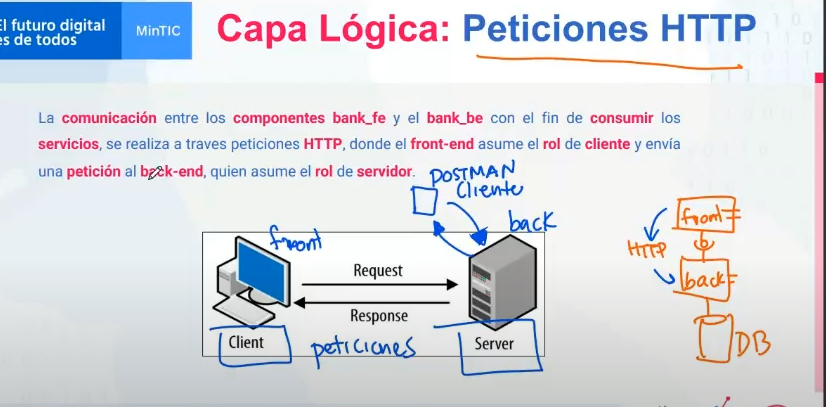 El futuro digital
es de todos
MinTIC
Capa Lógica: Peticiones HTTP
La comunicación entre los componentes bank_fe y el bank_be con el fin de consumir los
servicios, se realiza a traves peticiones HTTP, donde el front-end asume el rol de cliente y envía
una petición al back-end, quien asume el rol de servidor.
POSTMAN
Cliente
front
back
Request
Response
Client
peticiones
Server
front
HTTP
back
DB